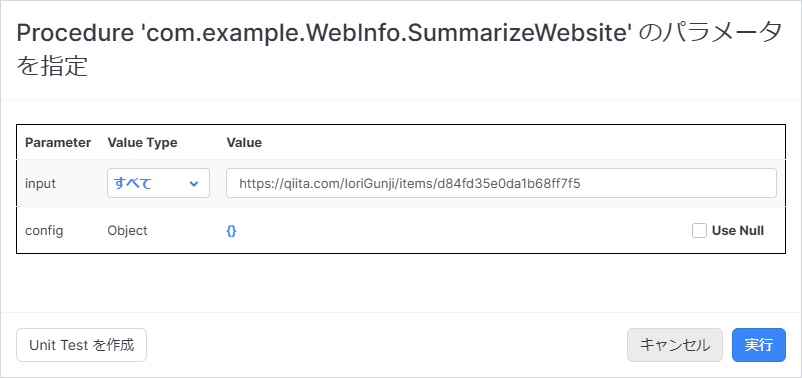 Procedure 'com.example.WebInfo.SummarizeWebsite' のパラメータ
を指定
Parameter Value Type Value
input すべて https://qiita.com/IoriGunji/items/d84fd35e0da1b68ff7f5
config Object {} Use Null
Unit Test を作成 キャンセル 実行